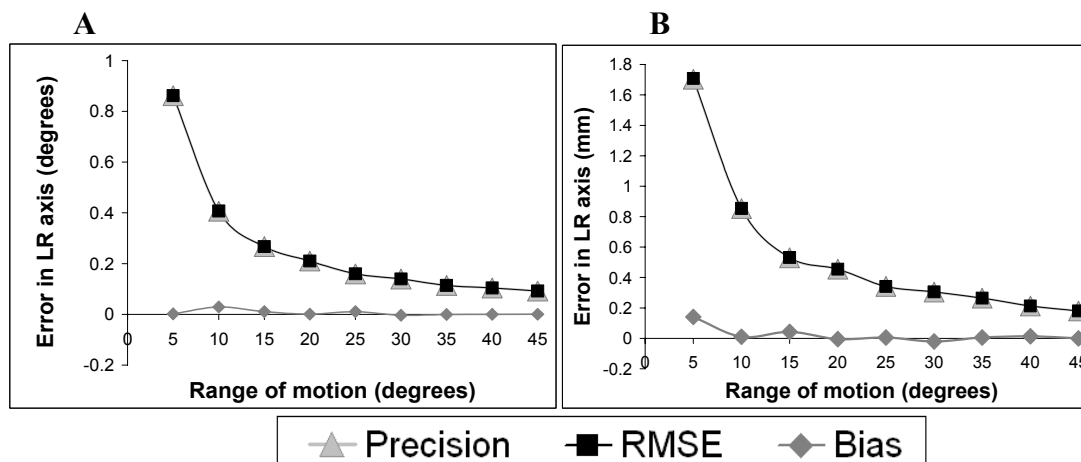 A
Error in LR axis (degrees)
1
0.8
0.6
0.4
0.2
0
-0.2
0 5 10 15 20 25 30 35 40 45
Range of motion (degrees)
B
Error in LR axis (mm)
1.8
1.6
1.4
1.2
1
0.8
0.6
0.4
0.2
0
-0.2
0 5 10 15 20 25 30 35 40 45
Range of motion (degrees)
Precision RMSE Bias